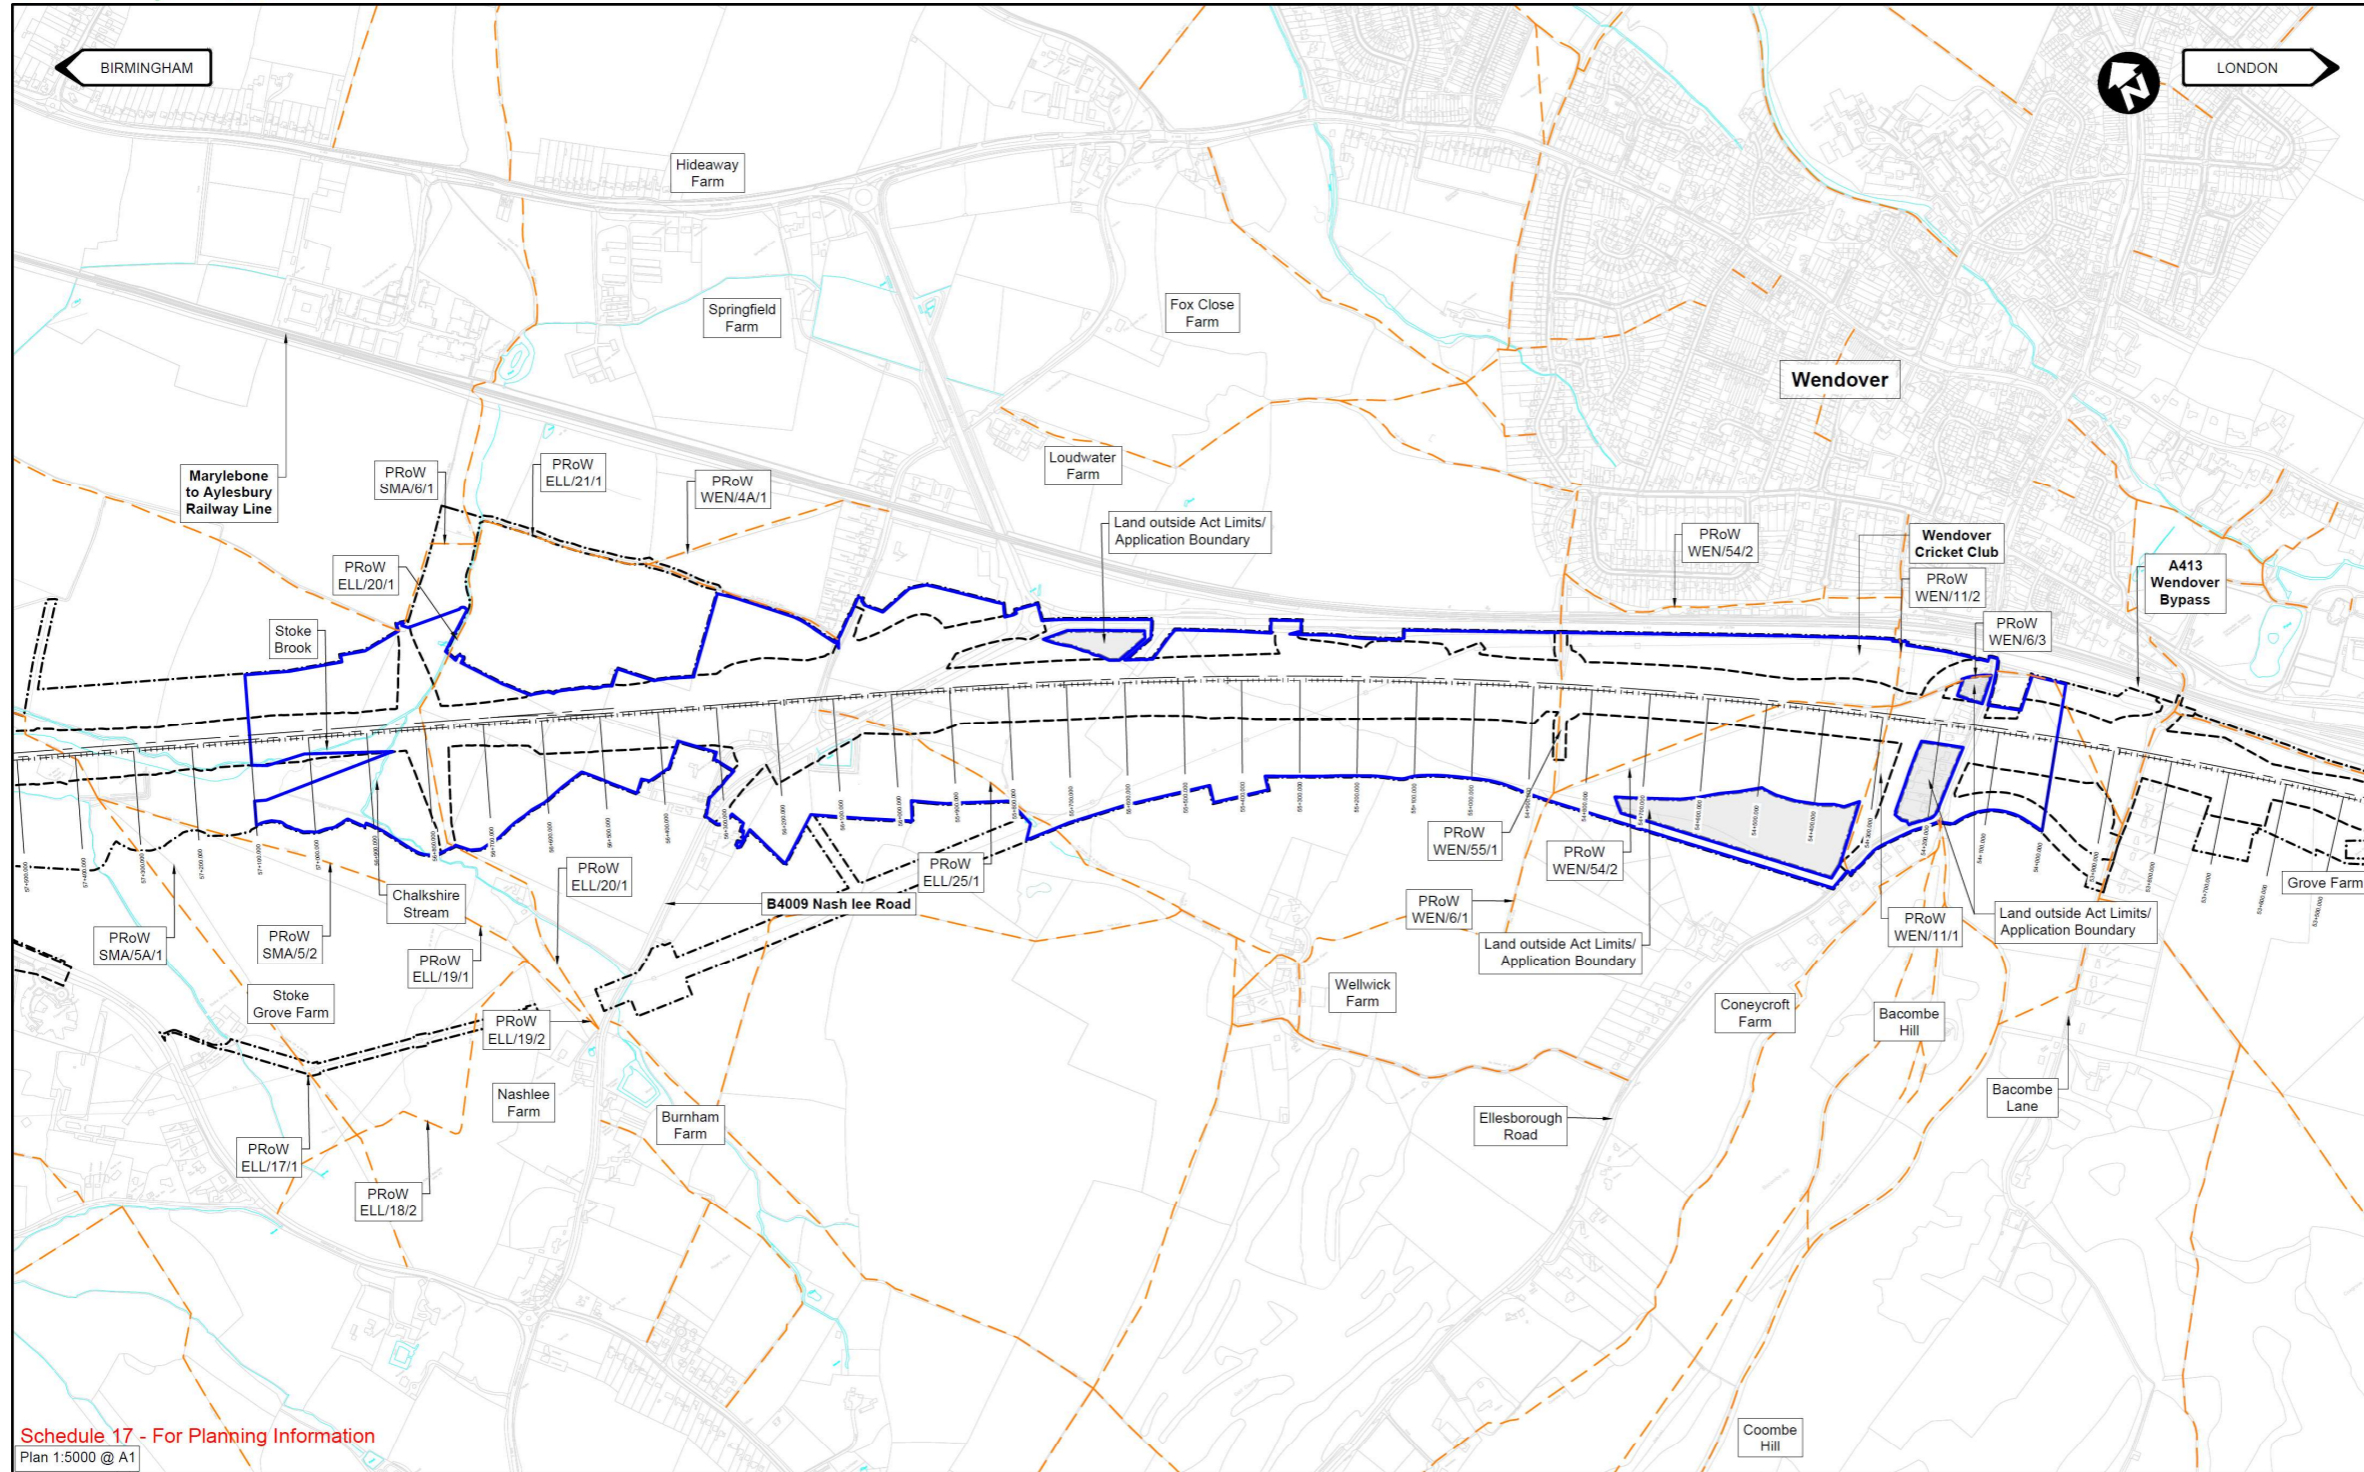 BIRMINGHAM
N
LONDON
Hideaway
Farm
Springfield
Farm
Fox Close
Farm
Wendover
Marylebone
to Aylesbury
Railway Line
PRoW
SMA/6/1
PRoW
ELL/21/1
PRoW
WEN/4A/1
Loudwater
Farm
Land outside Act Limits/
Application Boundary
PRoW
WEN/54/2
Wendover
Cricket Club
PRoW
WEN/11/2
A413
Wendover
Bypass
PRoW
ELL/20/1
Stoke
Brook
PRoW
WEN/6/3
PRoW
SMA/5A/1
PRoW
SMA/5/2
Chalkshire
Stream
PRoW
ELL/19/1
PRoW
ELL/20/1
B4009 Nash lee Road
PRoW
ELL/25/1
PRoW
WEN/55/1
PRoW
WEN/54/2
PRoW
WEN/6/1
Land outside Act Limits/
Application Boundary
PRoW
WEN/11/1
Land outside Act Limits/
Application Boundary
Grove Farm
Stoke
Grove Farm
PRoW
ELL/19/2
Wellwick
Farm
Coneycroft
Farm
Bacombe
Hill
Nashlee
Farm
Burnham
Farm
Ellesborough
Road
Bacombe
Lane
PRoW
ELL/17/1
PRoW
ELL/18/2
Coombe
Hill
Schedule 17 - For Planning Information
Plan 1:5000 @ A1